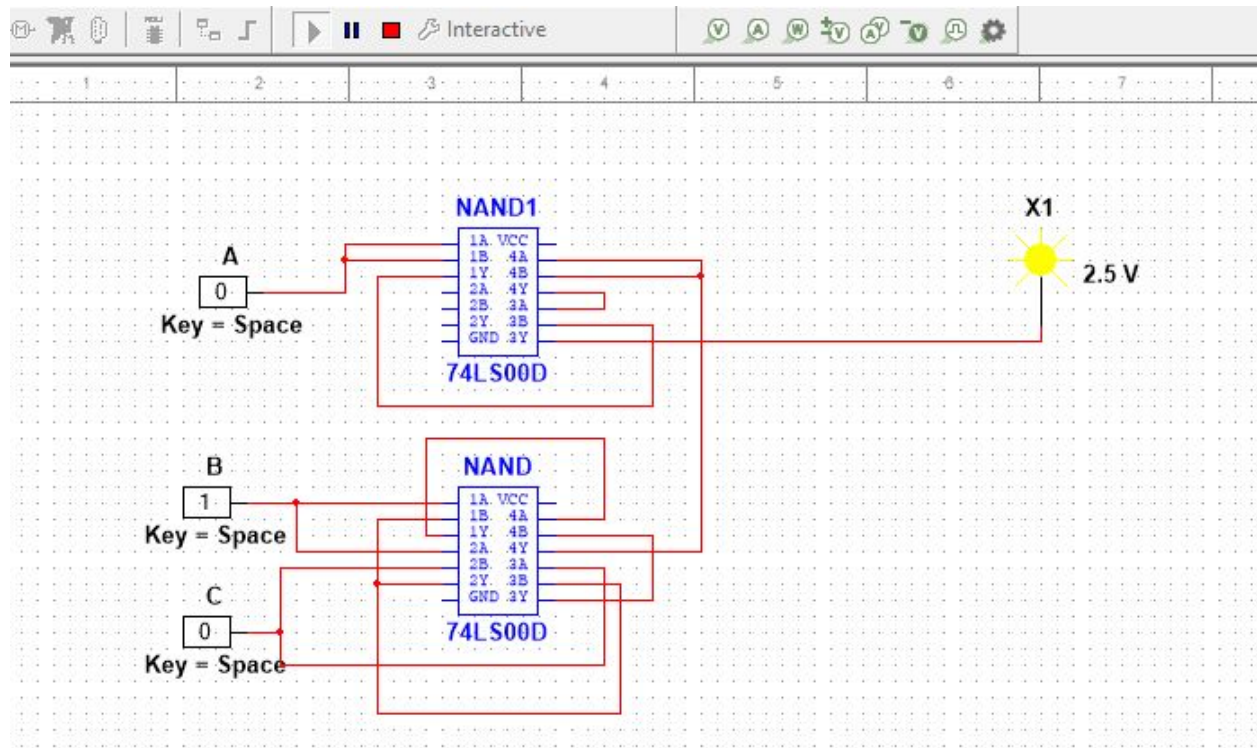 Interactive
V A W V A V V
1 2 3 4 5 6 7
NAND1
X1
A
0
Key = Space
1A VCC
1B 4A
1Y 4B
2A 4Y
2B 3A
2Y 3B
GND 3Y
74LS00D
2.5 V
B
1
Key = Space
NAND
1A VCC
1B 4A
1Y 4B
2A 4Y
2B 3A
2Y 3B
GND 3Y
74LS00D
C
0
Key = Space